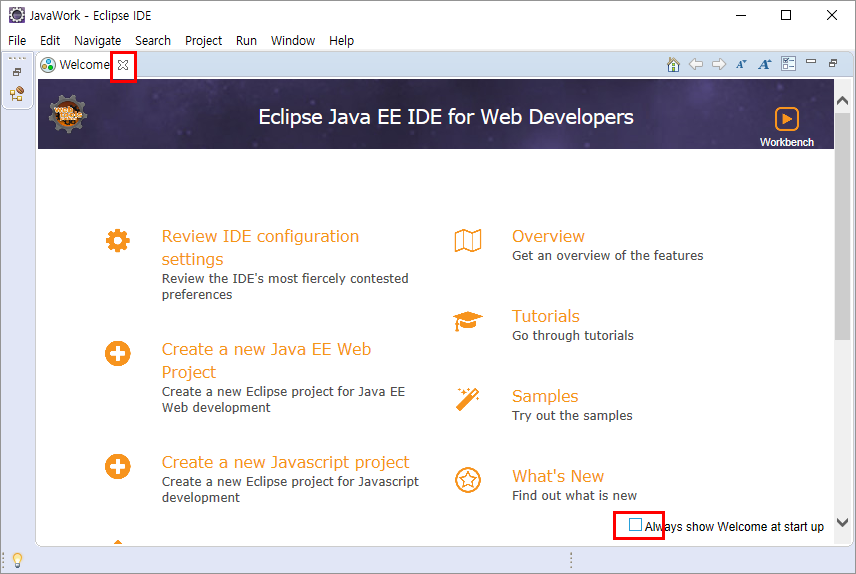 JavaWork - Eclipse IDE
File Edit Navigate Search Project Run Window Help
Welcome
Eclipse Java EE IDE for Web Developers
Workbench
Review IDE configuration
settings
Review the IDE's most fiercely contested
preferences
Create a new Java EE Web
Project
Create a new Eclipse project for Java EE
Web development
Create a new Javascript project
Create a new Eclipse project for Javascript
development
Overview
Get an overview of the features
Tutorials
Go through tutorials
Samples
Try out the samples
What's New
Find out what is new
Always show Welcome at start up